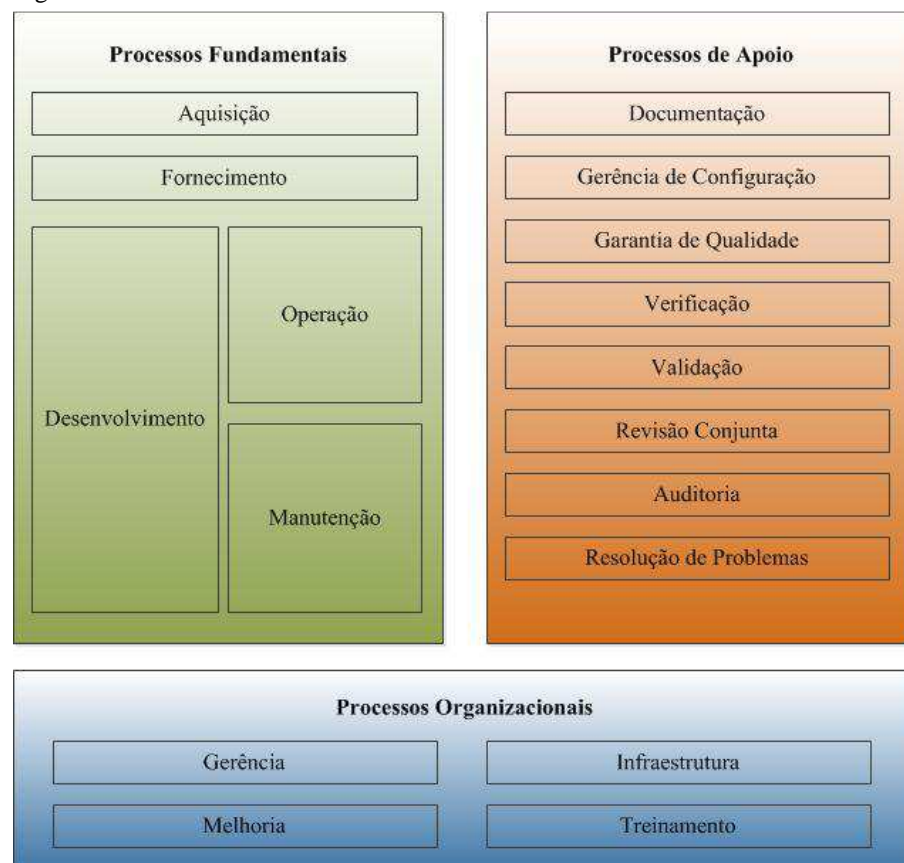 Processos Fundamentais
Aquisição
Fornecimento
Desenvolvimento
Operação
Manutenção
Processos de Apoio
Documentação
Gerência de Configuração
Garantia de Qualidade
Verificação
Validação
Revisão Conjunta
Auditoria
Resolução de Problemas
Processos Organizacionais
Gerência
Infraestrutura
Melhoria
Treinamento